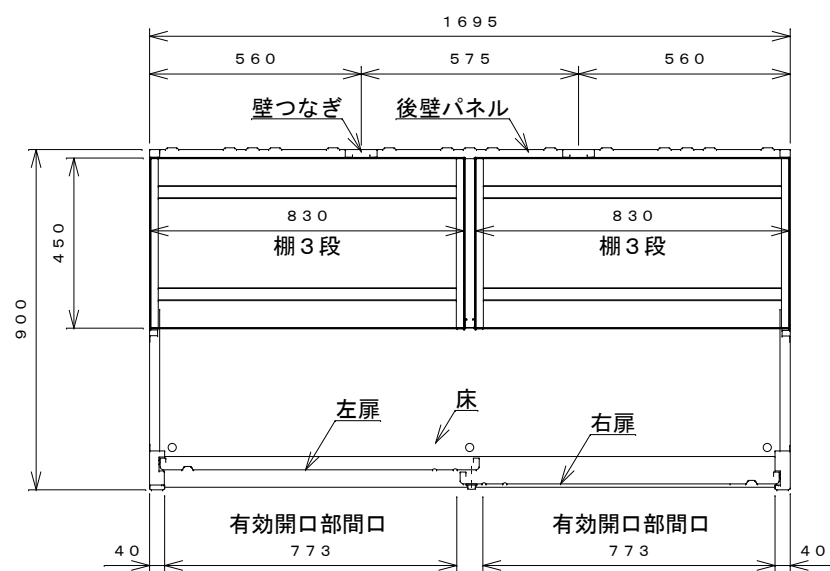 １６９５
５６０ ５７５ ５６０
壁つなぎ 後壁パネル
８３０ ８３０
棚３段 棚３段
４５０
９００
左扉 床 右扉
有効開口部間口 有効開口部間口
４０ ７７３ ７７３ ４０